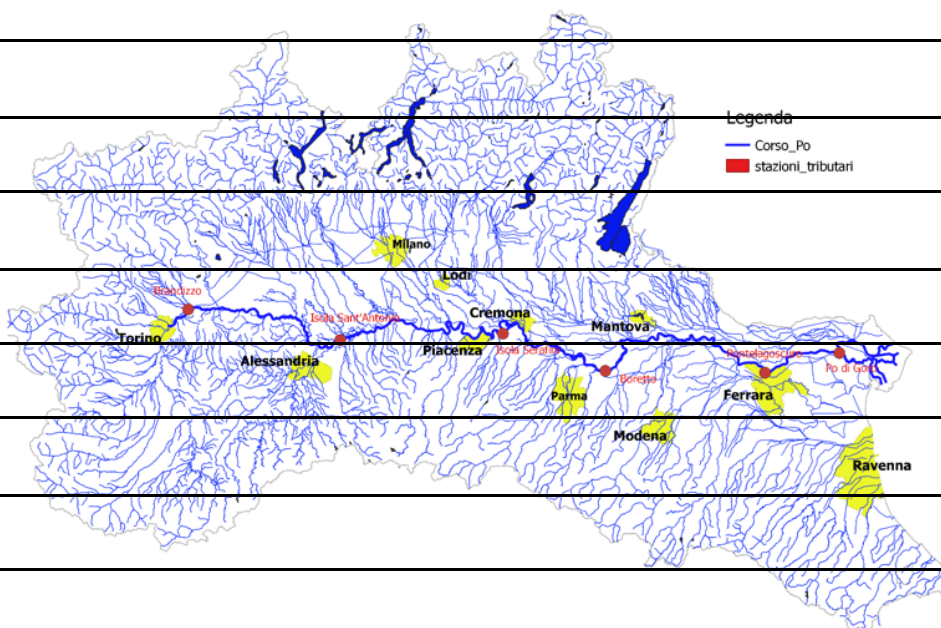 Legenda
Corso_Po
stazioni_tributari
Milano
Lodi
Brandizzo
Isola Sant'Antonio
Cremona
Torino
Mantova
Piacenza
Isola Serafini
Pontelagoscuro
Alessandria
Po di Goro
Boretto
Parma
Ferrara
Modena
Ravenna